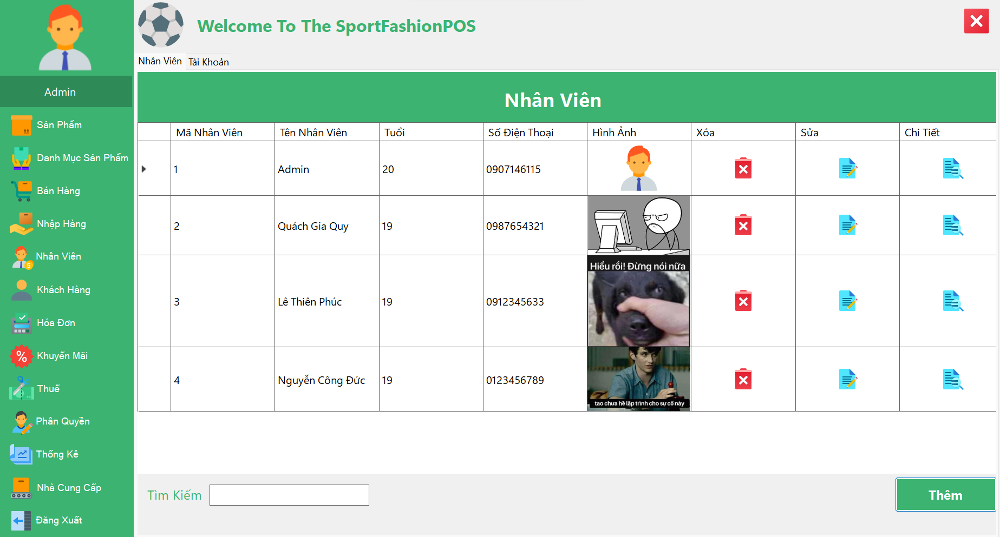 Welcome To The SportFashionPOS
Nhân Viên
Tài Khoản
Admin
Sản Phẩm
Danh Mục Sản Phẩm
Bán Hàng
Nhập Hàng
5
Nhân Viên
Khách Hàng
Hóa Đơn
%
Khuyến Mãi
Thuế
Phân Quyền
Thống Kê
Nhà Cung Cấp
Đăng Xuất
Nhân Viên
Mã Nhân Viên Tên Nhân Viên Tuổi Số Điện Thoại Hình Ảnh Xóa Sửa Chi Tiết
1 Admin 20 0907146115
2 Quách Gia Quy 19 0987654321
Hiểu rồi! Đừng nói nữa
3 Lê Thiên Phúc 19 0912345633
4 Nguyễn Công Đức 19 0123456789
tao chưa hề lập trình cho sự cố này
Tìm Kiếm
Thêm